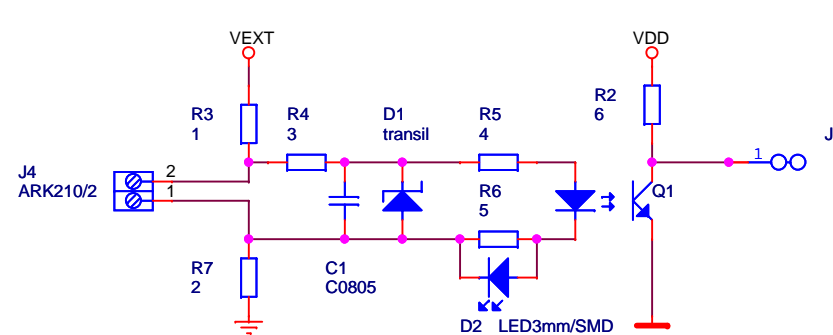 VEXT
VDD
R3
1
R4
3
D1
transil
R5
4
R2
6
J
J4
ARK210/2
2
1
R6
5
Q1
1
R7
2
C1
C0805
D2 LED3mm/SMD